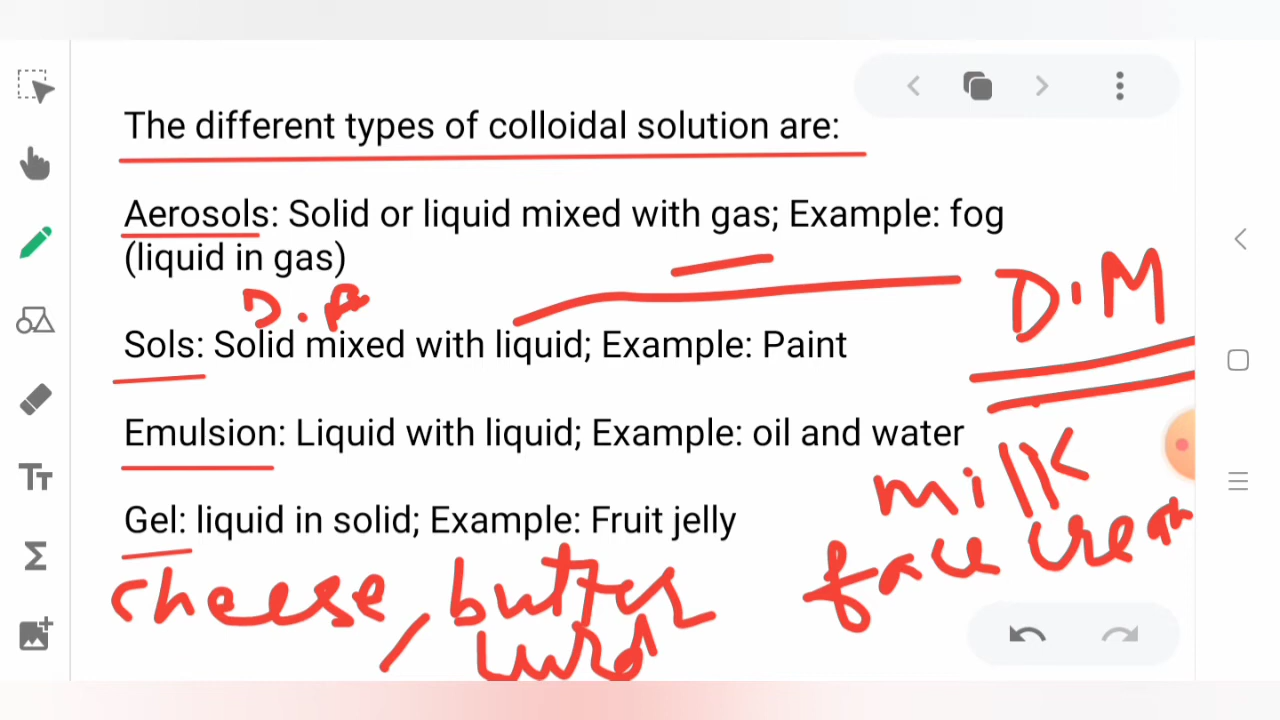 The different types of colloidal solution are:
Aerosols: Solid or liquid mixed with gas; Example: fog
(liquid in gas)
D.P
D.M
Sols: Solid mixed with liquid; Example: Paint
Emulsion: Liquid with liquid; Example: oil and water
milk
Gel: liquid in solid; Example: Fruit jelly
face cream
cheese, butter
curd
Tт
Σ